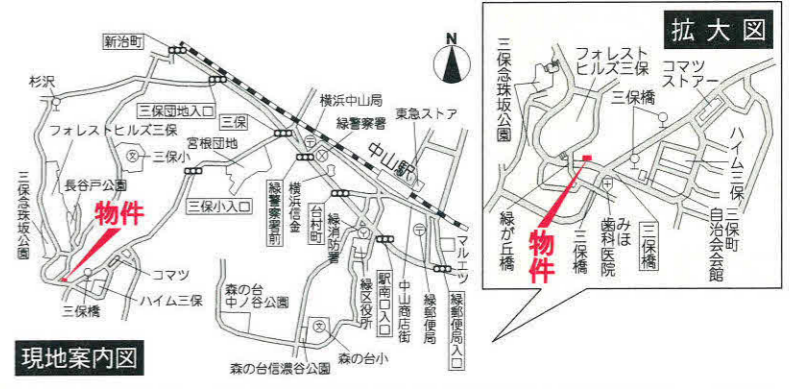 現地案内図
N
新治町
杉沢
三保団地入口
三保
フォレストヒルズ三保
三保小
宮根団地
長谷戸公園
三保念珠坂公園
物件
三保小入口
横浜中山局
緑警察署
緑警察署前
横浜信金
台村町
緑消防署
東急ストア
中山駅
マルエツ
コマツ
ハイム三保
三保橋
森の台
中ノ谷公園
緑区役所
駅南口入口
中山商店街
緑郵便局
緑郵便局入口
森の台小
森の台信濃谷公園
拡大図
三保念珠坂公園
フォレスト
ヒルズ三保
コマツ
ストアー
三保橋
ハイム三保
三保町
自治会会館
緑が丘橋
物件
三保橋
みほ
歯科医院
三保橋